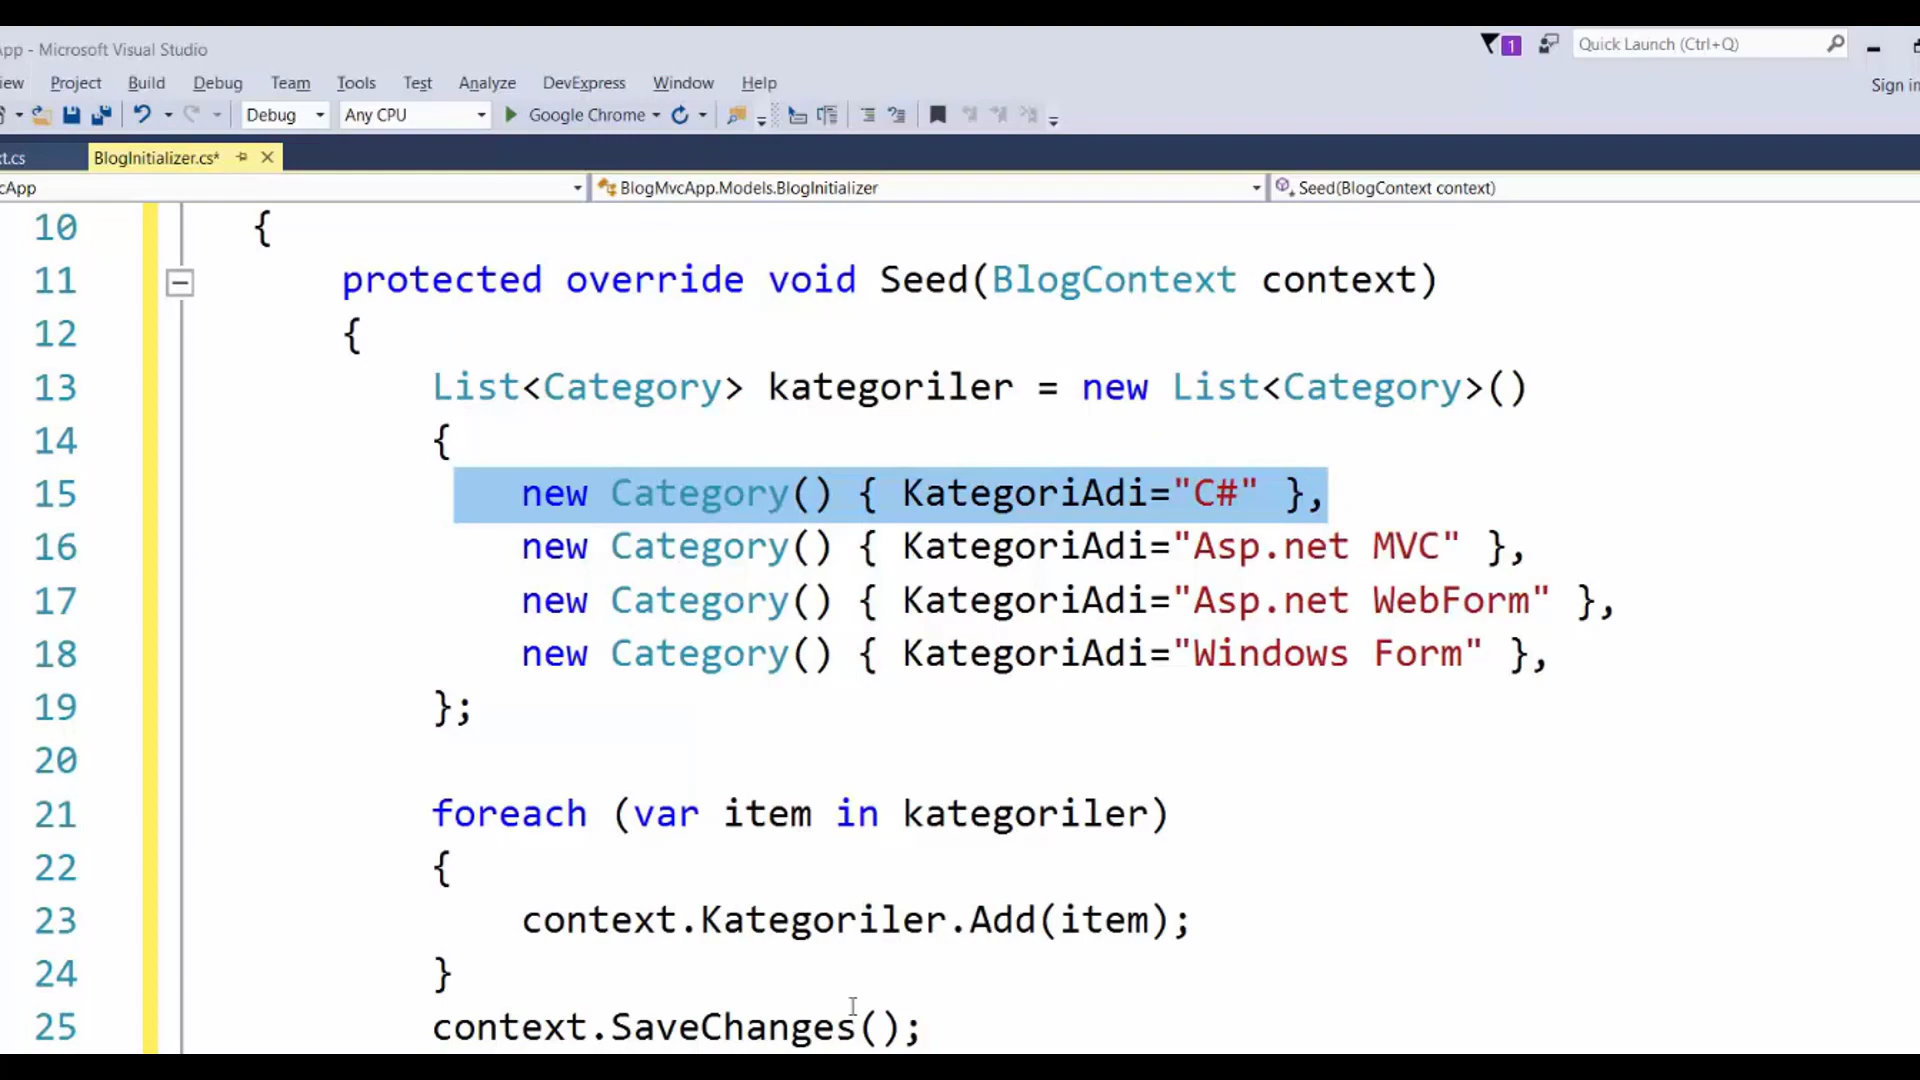 App - Microsoft Visual Studio
1
Quick Launch (Ctrl+Q)
iew Project Build Debug Team Tools Test Analyze DevExpress Window Help
Sign in
Debug Any CPU Google Chrome
t.cs BlogInitializer.cs*
cApp BlogMvcApp.Models.BlogInitializer Seed(BlogContext context)
10 {
11 protected override void Seed(BlogContext context)
12 {
13 List<Category> kategoriler = new List<Category>()
14 {
15 new Category() { KategoriAdi="C#" },
16 new Category() { KategoriAdi="Asp.net MVC" },
17 new Category() { KategoriAdi="Asp.net WebForm" },
18 new Category() { KategoriAdi="Windows Form" },
19 };
20
21 foreach (var item in kategoriler)
22 {
23 context.Kategoriler.Add(item);
24 }
25 context.SaveChanges();